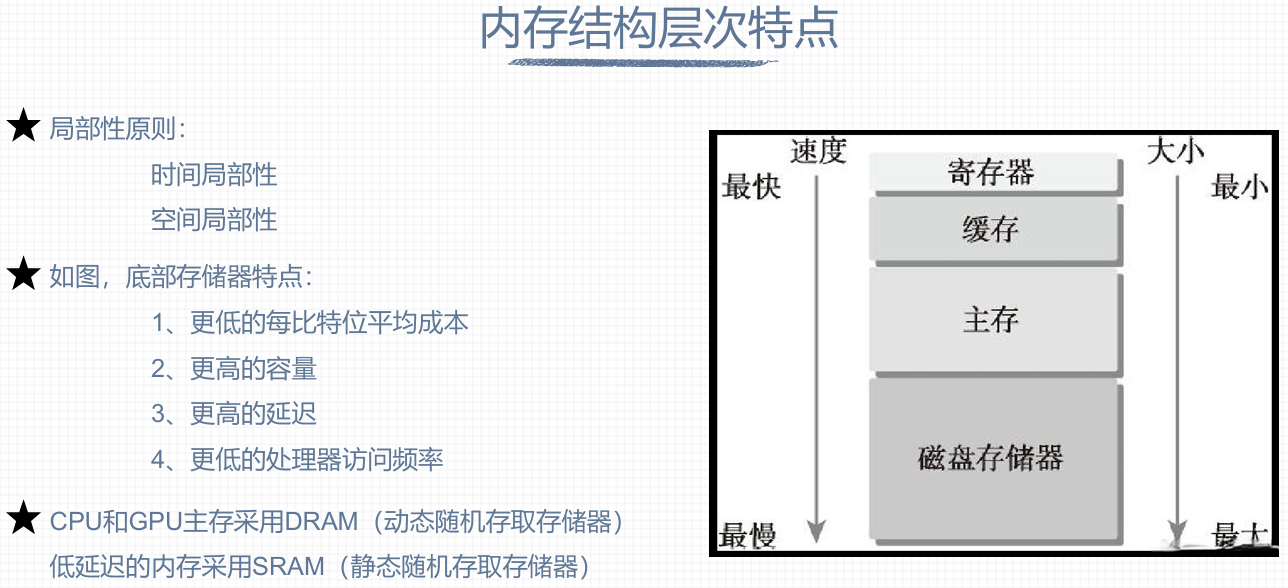 内存结构层次特点
★ 局部性原则：
时间局部性
空间局部性
★ 如图，底部存储器特点：
1、更低的每比特位平均成本
2、更高的容量
3、更高的延迟
4、更低的处理器访问频率
★ CPU和GPU主存采用DRAM（动态随机存取存储器）
低延迟的内存采用SRAM（静态随机存取存储器）
速度
大小
最快
最小
寄存器
缓存
主存
磁盘存储器
最慢
最大